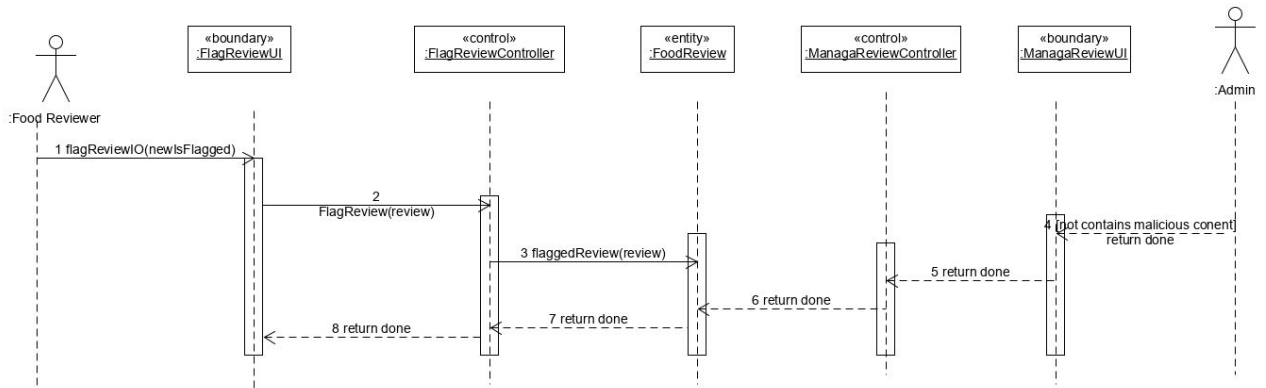 «boundary»
:FlagReviewUI
«control»
:FlagReviewController
«entity»
:FoodReview
«control»
:ManagaReviewController
«boundary»
:ManagaReviewUI
:Admin
:Food Reviewer
1 flagReviewIO(newIsFlagged)
2
FlagReview(review)
4 [not contains malicious conent]
return done
3 flaggedReview(review)
5 return done
6 return done
7 return done
8 return done